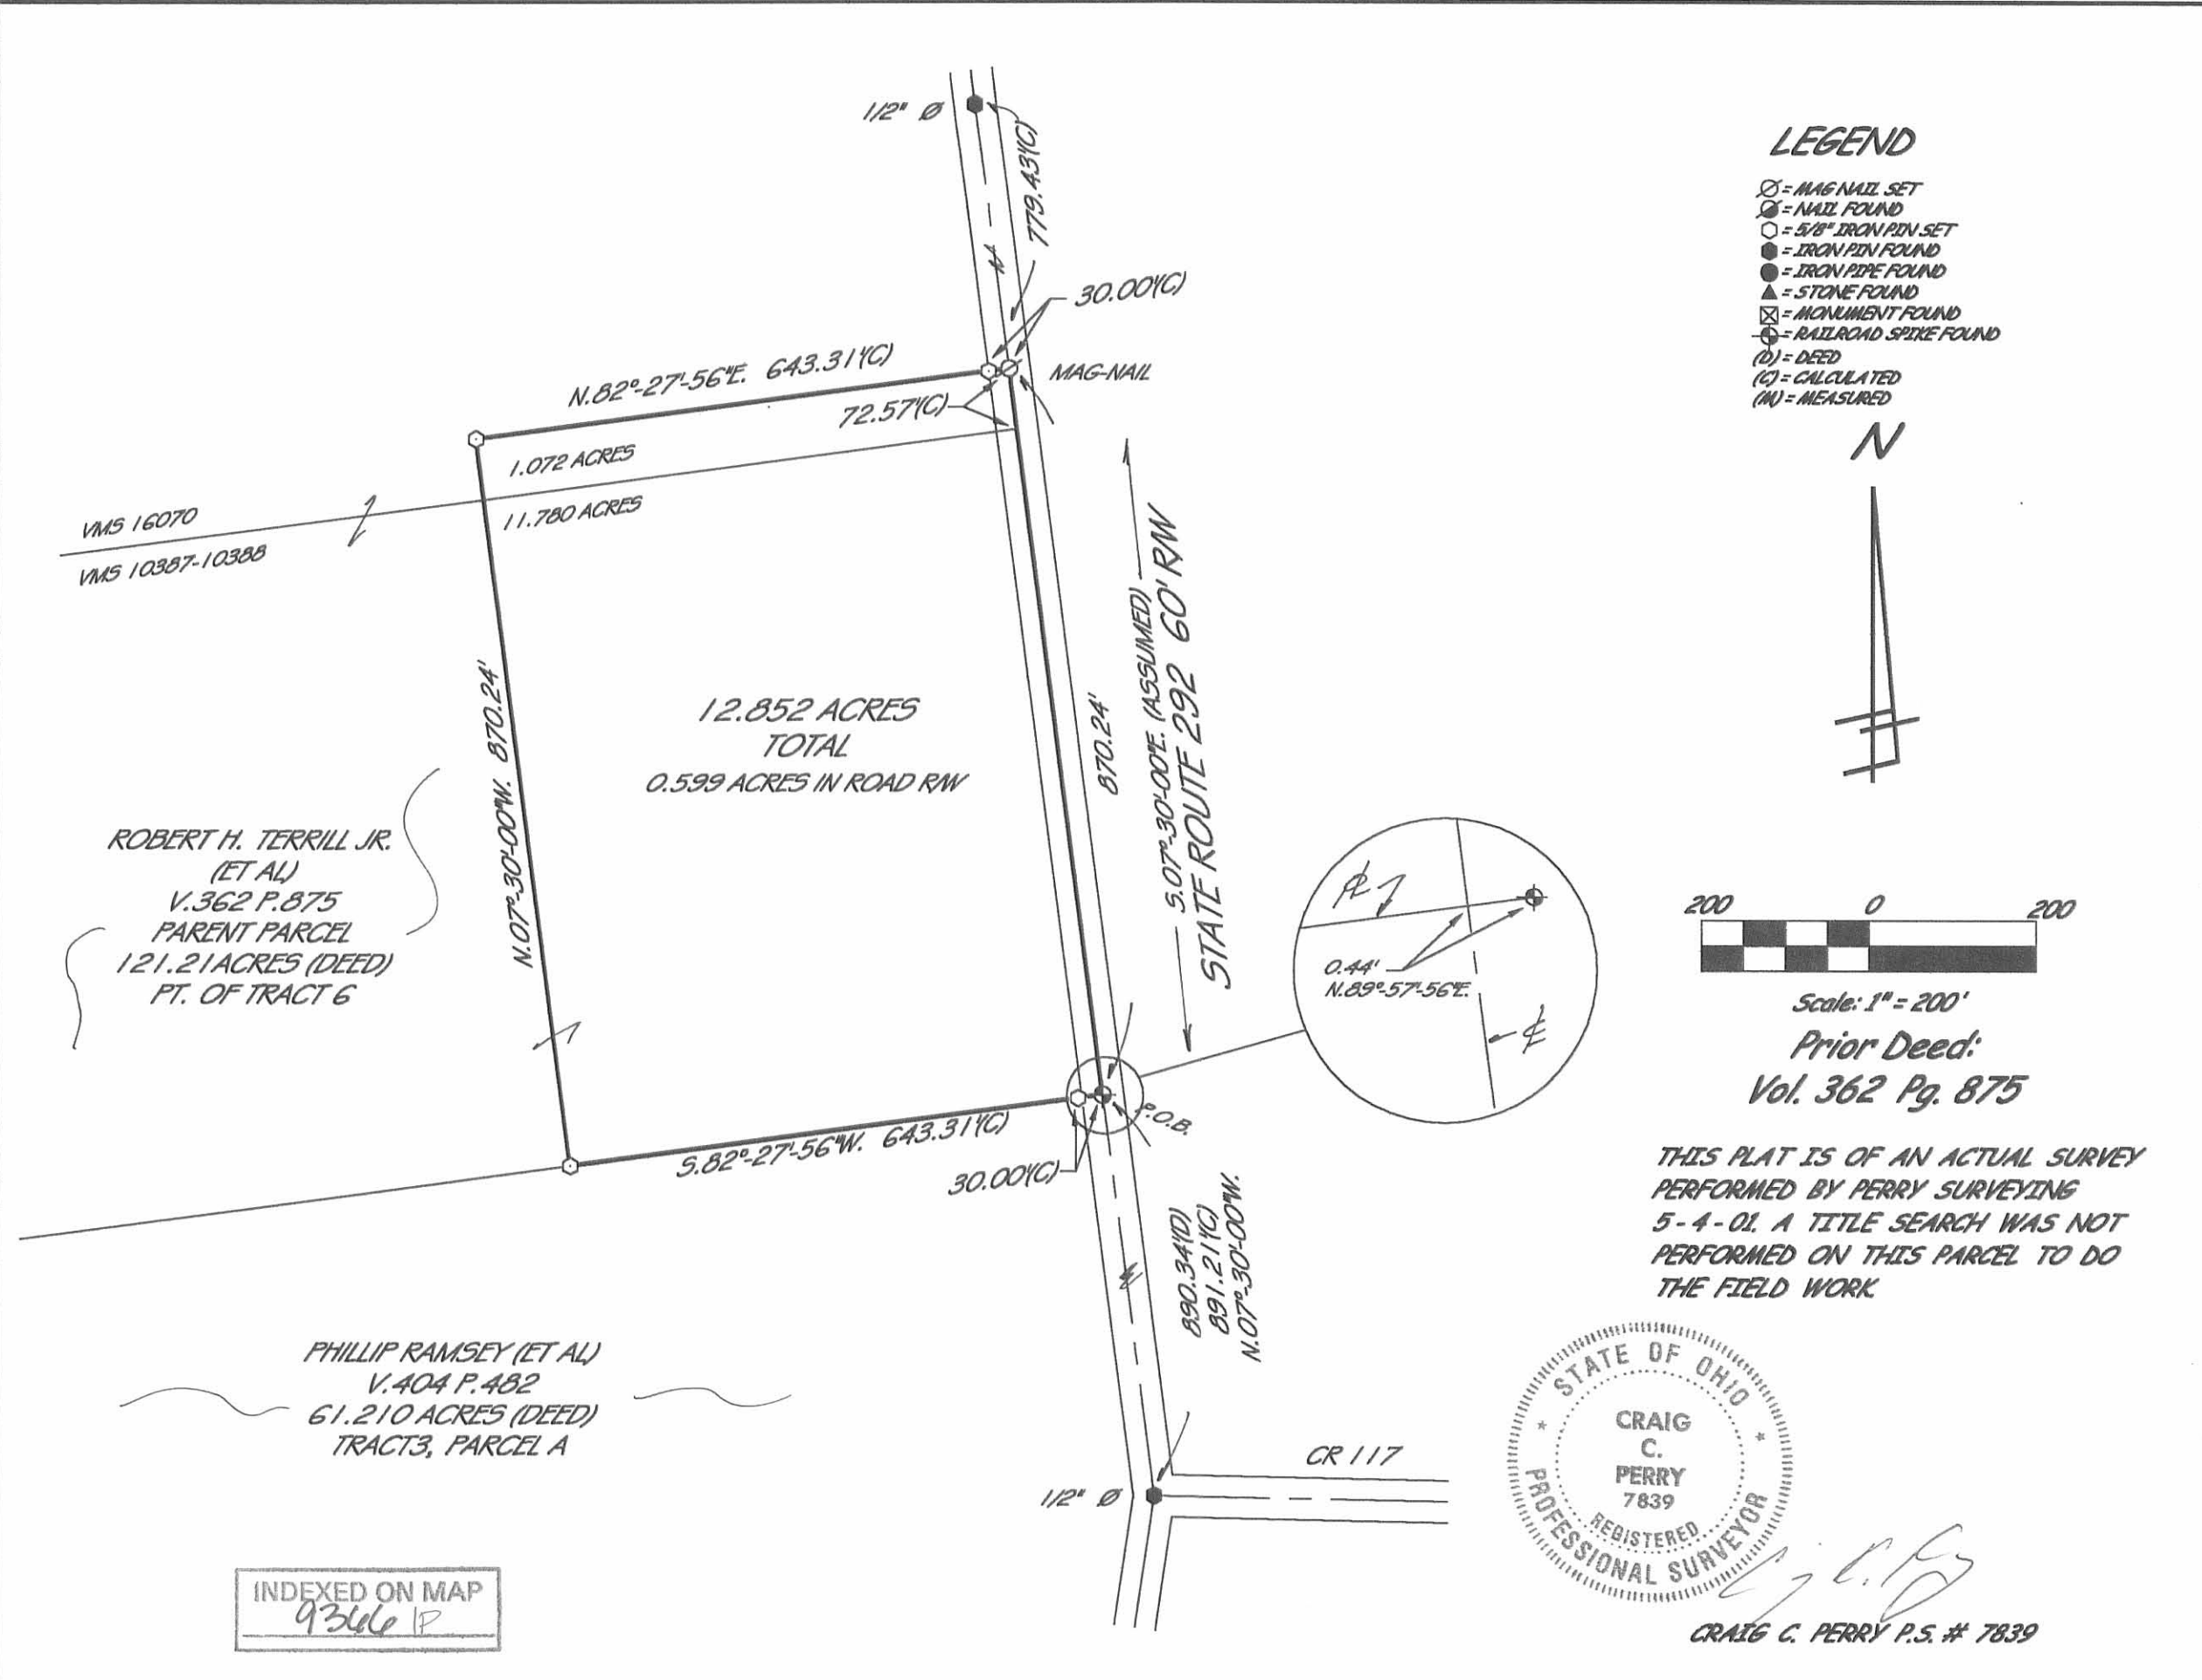 1/2" Ø
779.43'(C)
30.00'(C)
MAG-NAIL
N.82°-27'-56"E. 643.31'(C)
72.57'(C)
1.072 ACRES
11.780 ACRES
VMS 16070
VMS 10387-10388
N.07°-30'-00"W. 870.24'
12.852 ACRES
TOTAL
0.599 ACRES IN ROAD R/W
870.24'
S.07°-30'-00"E. (ASSUMED)
STATE ROUTE 292 60' R/W
ROBERT H. TERRILL JR.
(ET AL)
V.362 P.875
PARENT PARCEL
121.21 ACRES (DEED)
PT. OF TRACT 6
0.44'
N.89°-57'-56"E.
P.O.B.
S.82°-27'-56"W. 643.31'(C)
30.00'(C)
890.34'(D)
891.21'(C)
N.07°-30'-00"W.
PHILLIP RAMSEY (ET AL)
V.404 P.482
61.210 ACRES (DEED)
TRACT3, PARCEL A
CR 117
1/2" Ø
INDEXED ON MAP
9366 IP
LEGEND
= MAG NAIL SET
= NAIL FOUND
= 5/8" IRON PIN SET
= IRON PIN FOUND
= IRON PIPE FOUND
= STONE FOUND
= MONUMENT FOUND
= RAILROAD SPIKE FOUND
(D) = DEED
(C) = CALCULATED
(M) = MEASURED
N
200 0 200
Scale: 1" = 200'
Prior Deed:
Vol. 362 Pg. 875
THIS PLAT IS OF AN ACTUAL SURVEY
PERFORMED BY PERRY SURVEYING
5-4-01. A TITLE SEARCH WAS NOT
PERFORMED ON THIS PARCEL TO DO
THE FIELD WORK
STATE OF OHIO
CRAIG
C.
PERRY
7839
REGISTERED
PROFESSIONAL SURVEYOR
CRAIG C. PERRY P.S. # 7839